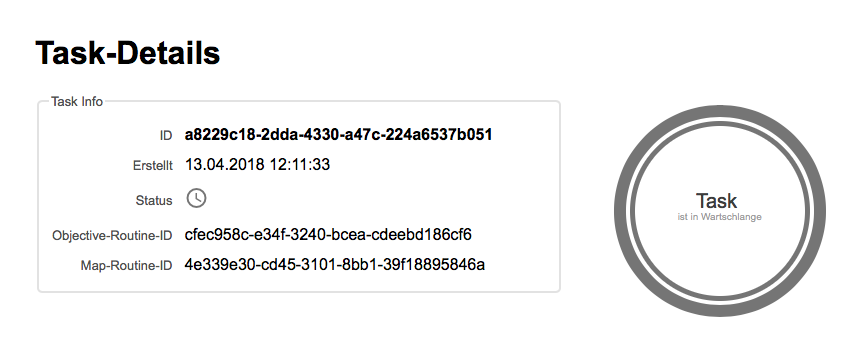 Task-Details
Task Info
ID a8229c18-2dda-4330-a47c-224a6537b051
Erstellt 13.04.2018 12:11:33
Status
Objective-Routine-ID cfec958c-e34f-3240-bcea-cdeebd186cf6
Map-Routine-ID 4e339e30-cd45-3101-8bb1-39f18895846a
Task
ist in Wartschlange